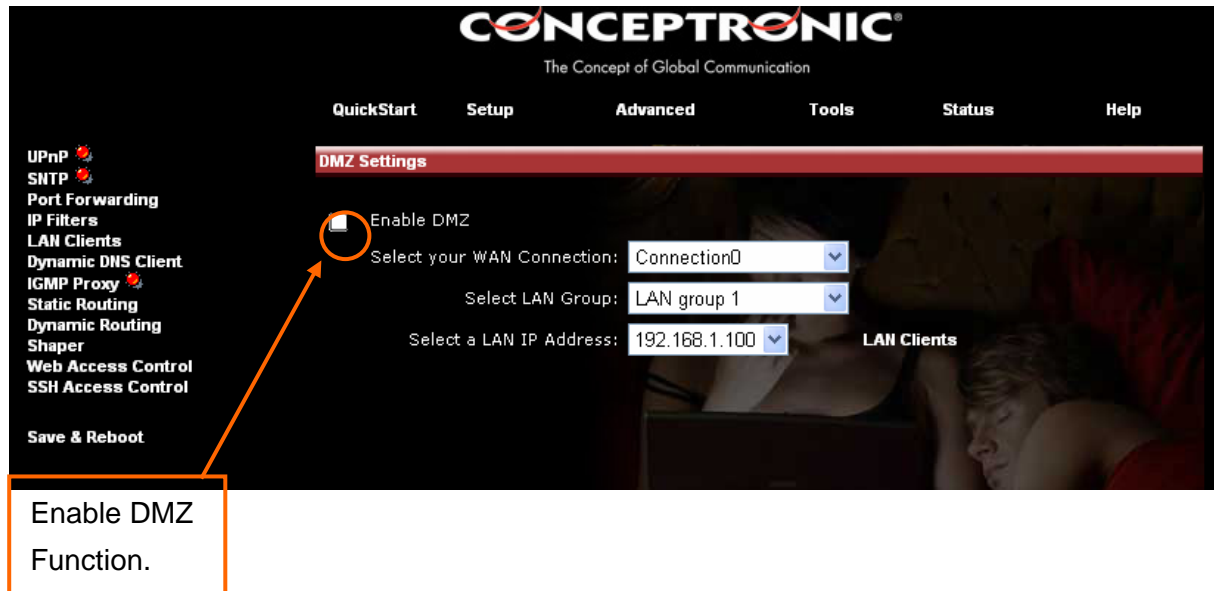 CONCEPTRONIC®
The Concept of Global Communication
QuickStart Setup Advanced Tools Status Help
UPnP
SNTP
Port Forwarding
IP Filters
LAN Clients
Dynamic DNS Client
IGMP Proxy
Static Routing
Dynamic Routing
Shaper
Web Access Control
SSH Access Control
Save & Reboot
DMZ Settings
Enable DMZ
Select your WAN Connection: Connection0
Select LAN Group: LAN group 1
Select a LAN IP Address: 192.168.1.100 LAN Clients
Enable DMZ
Function.